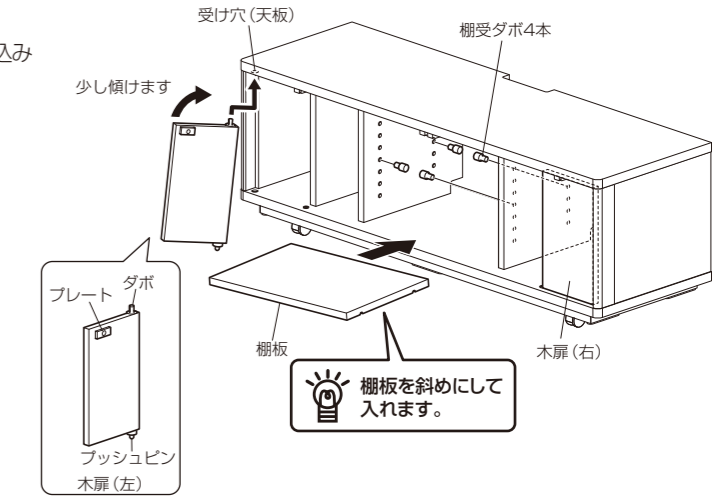 込み
受け穴（天板）
棚受ダボ4本
少し傾けます
プレート
ダボ
プッシュピン
木扉（左）
棚板
棚板を斜めにして
入れます。
木扉（右）